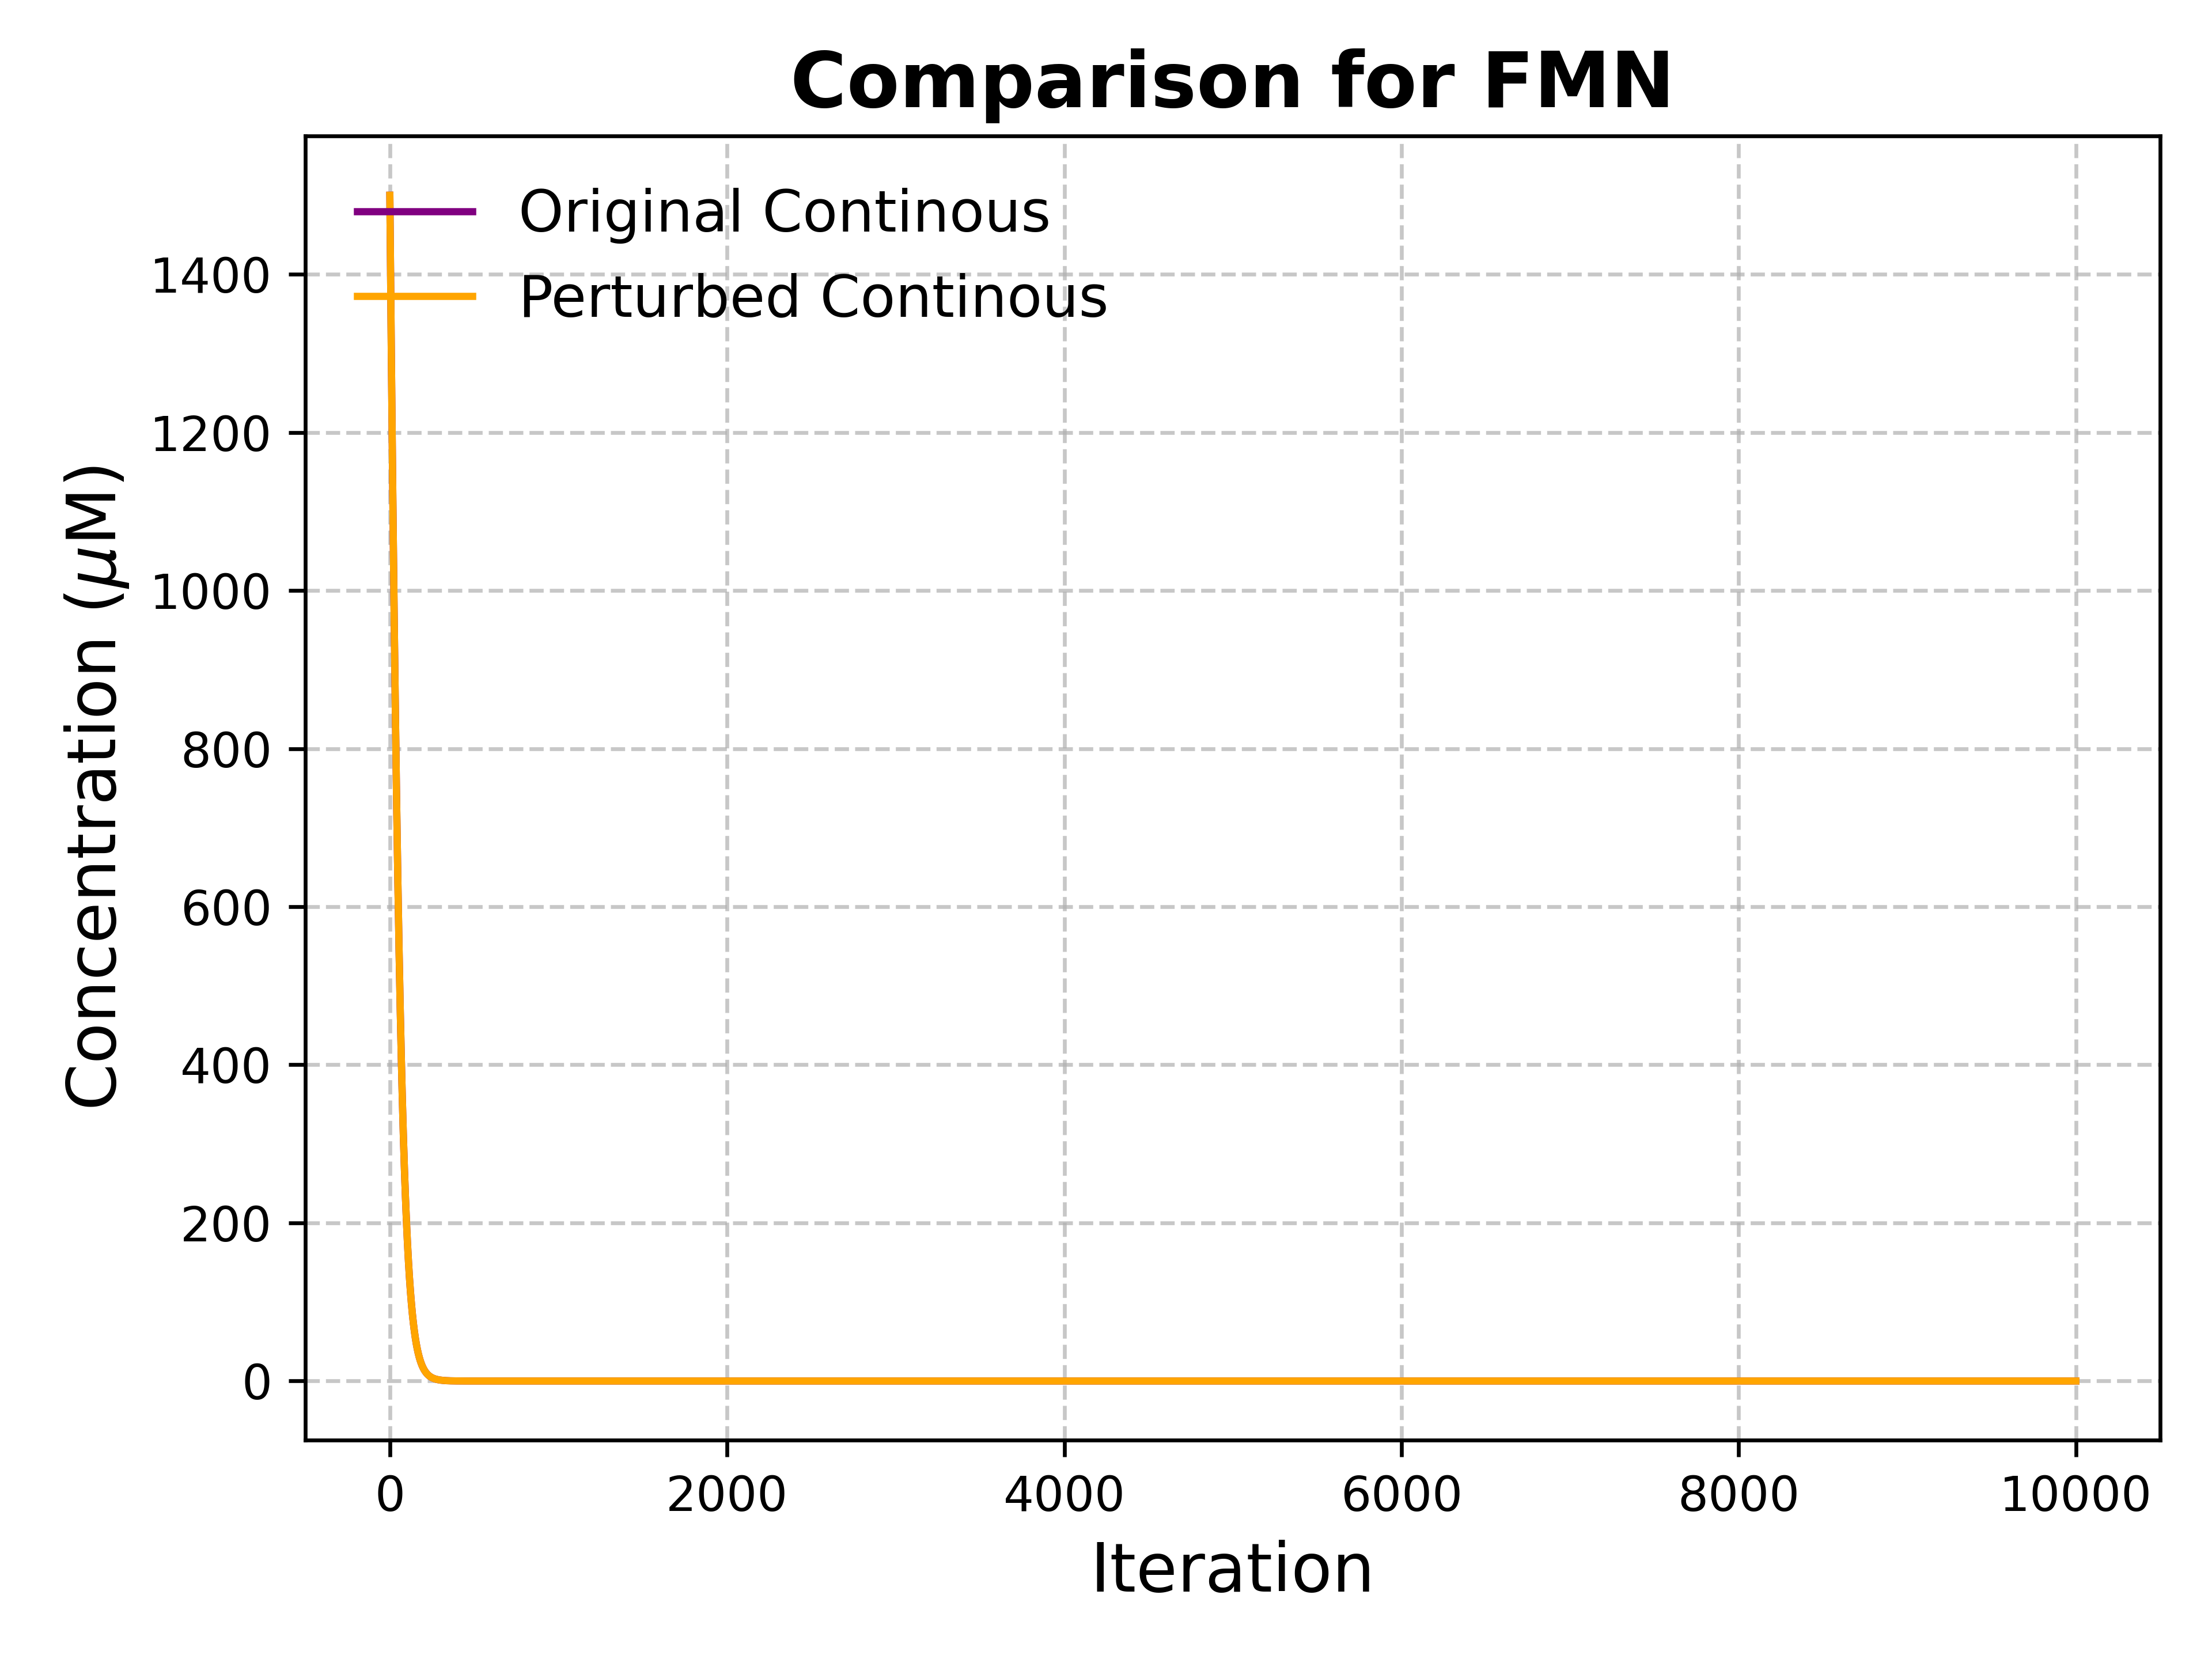 Comparison for FMN
Original Continous
Perturbed Continous
Concentration (μM)
1400
1200
1000
800
600
400
200
0
0 2000 4000 6000 8000 10000
Iteration